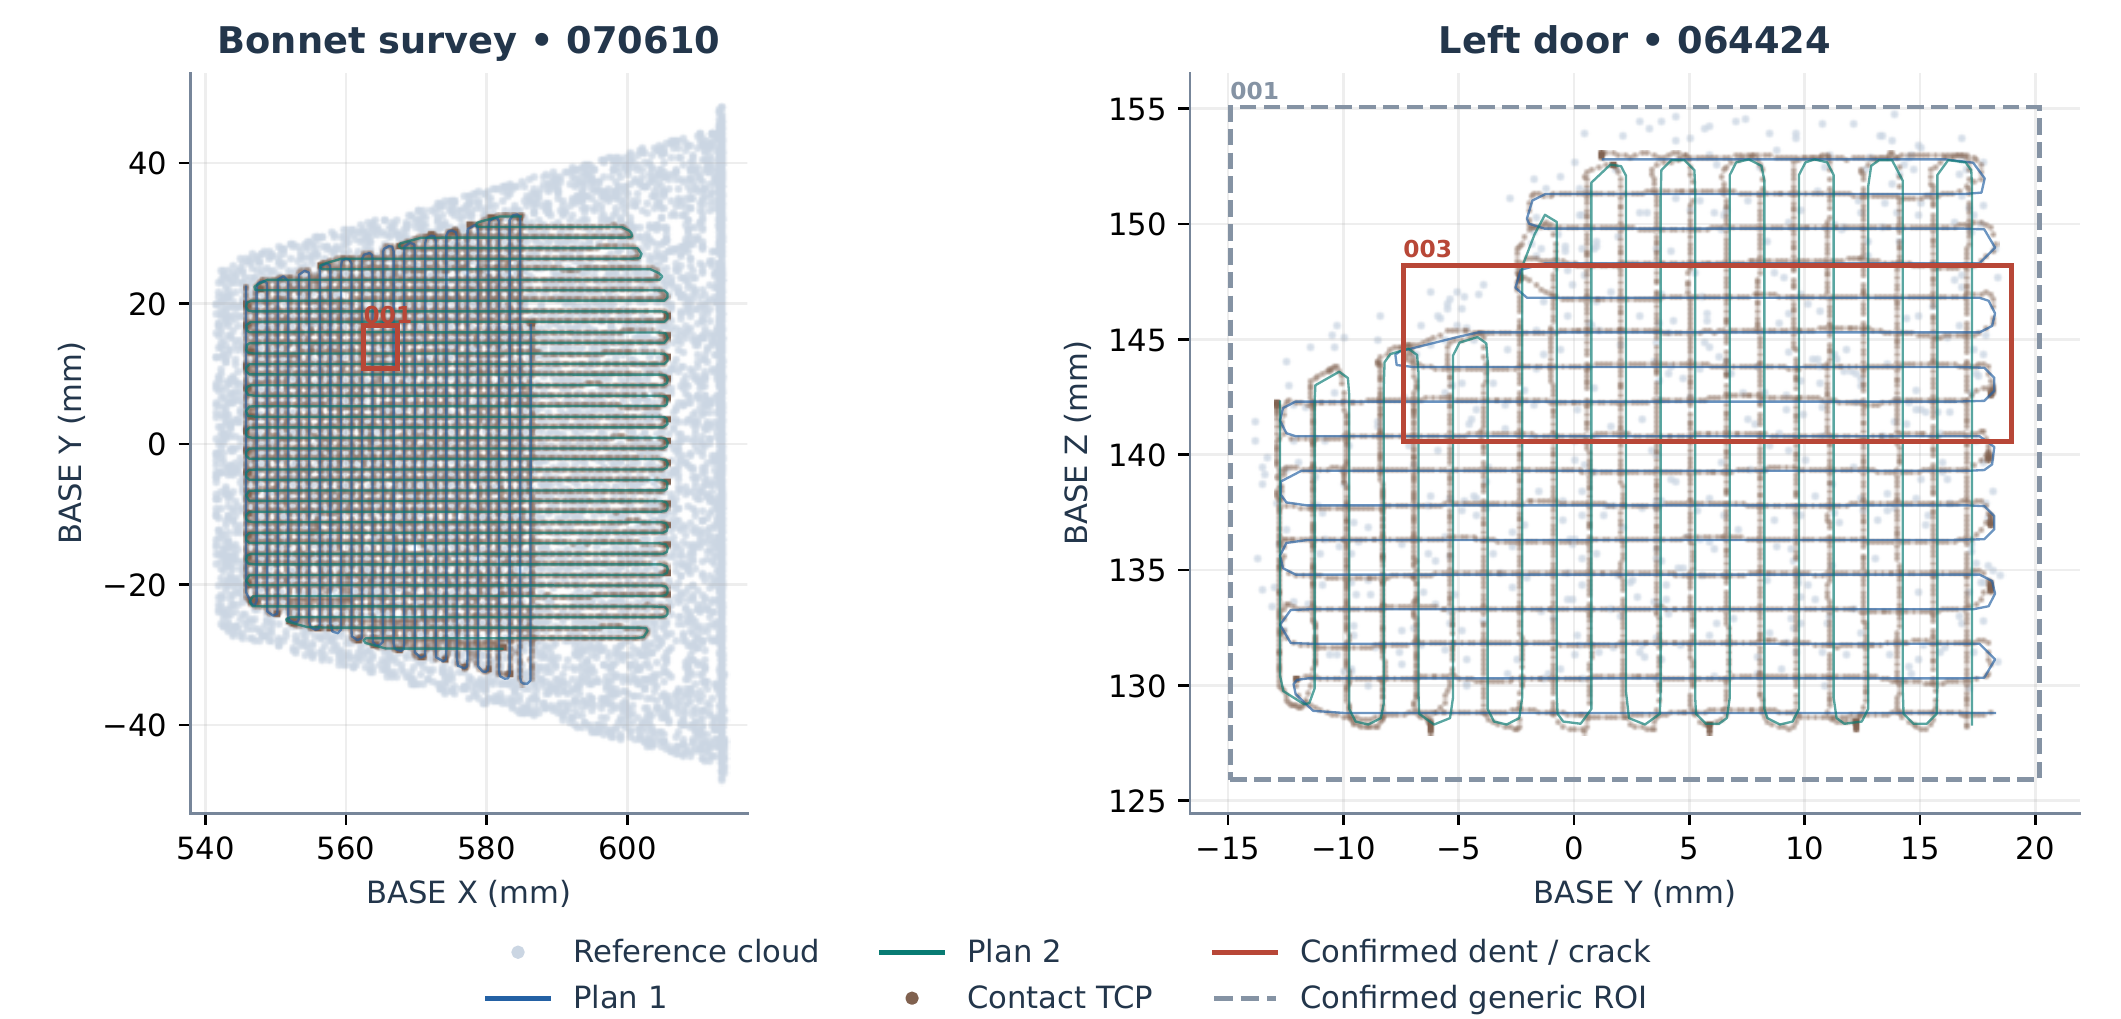 Bonnet survey • 070610
Left door • 064424
40
20
0
−20
−40
540
560
580
600
BASE Y (mm)
BASE X (mm)
001
155
150
145
140
135
130
125
−15
−10
−5
0
5
10
15
20
BASE Z (mm)
BASE Y (mm)
001
003
Reference cloud
Plan 1
Plan 2
Contact TCP
Confirmed dent / crack
Confirmed generic ROI